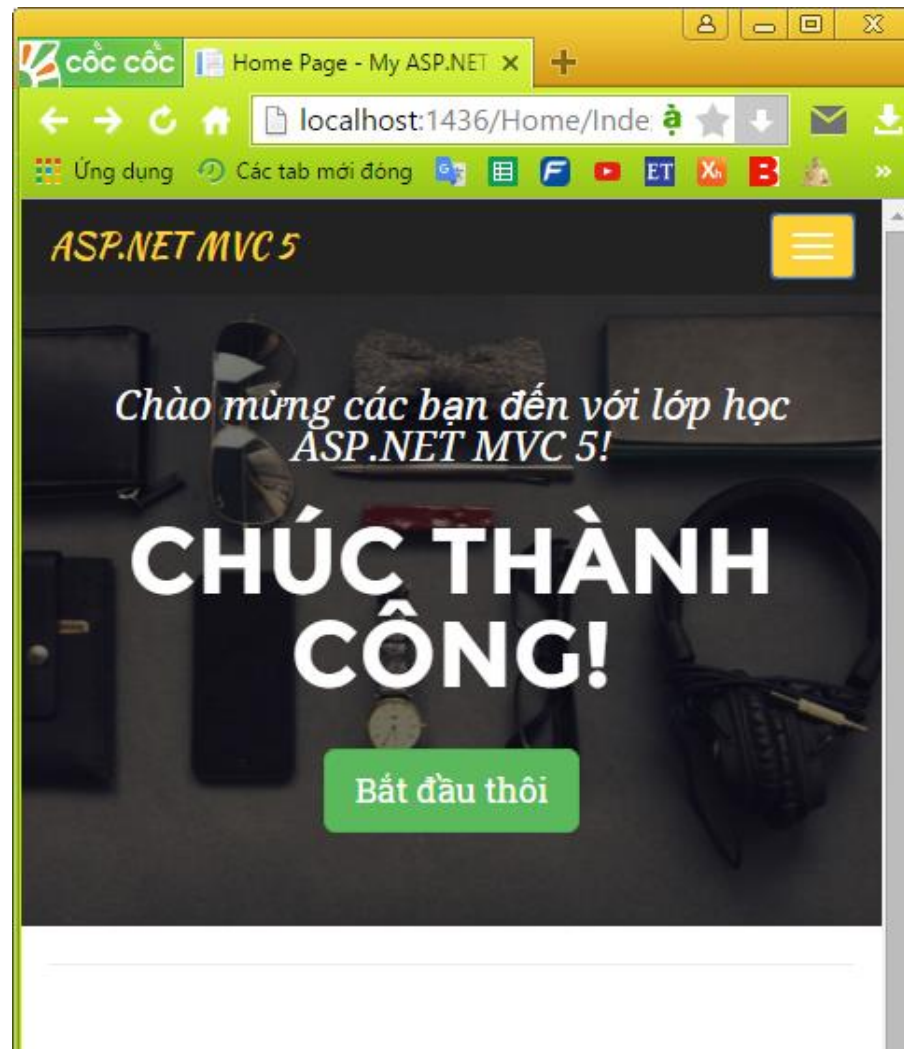 cốc cốc
Home Page - My ASP.NET
localhost:1436/Home/Inde
Ứng dụng
Các tab mới đóng
ET
Xh
B
ASP.NET MVC 5
Chào mừng các bạn đến với lớp học
ASP.NET MVC 5!
CHÚC THÀNH
CÔNG!
Bắt đầu thôi